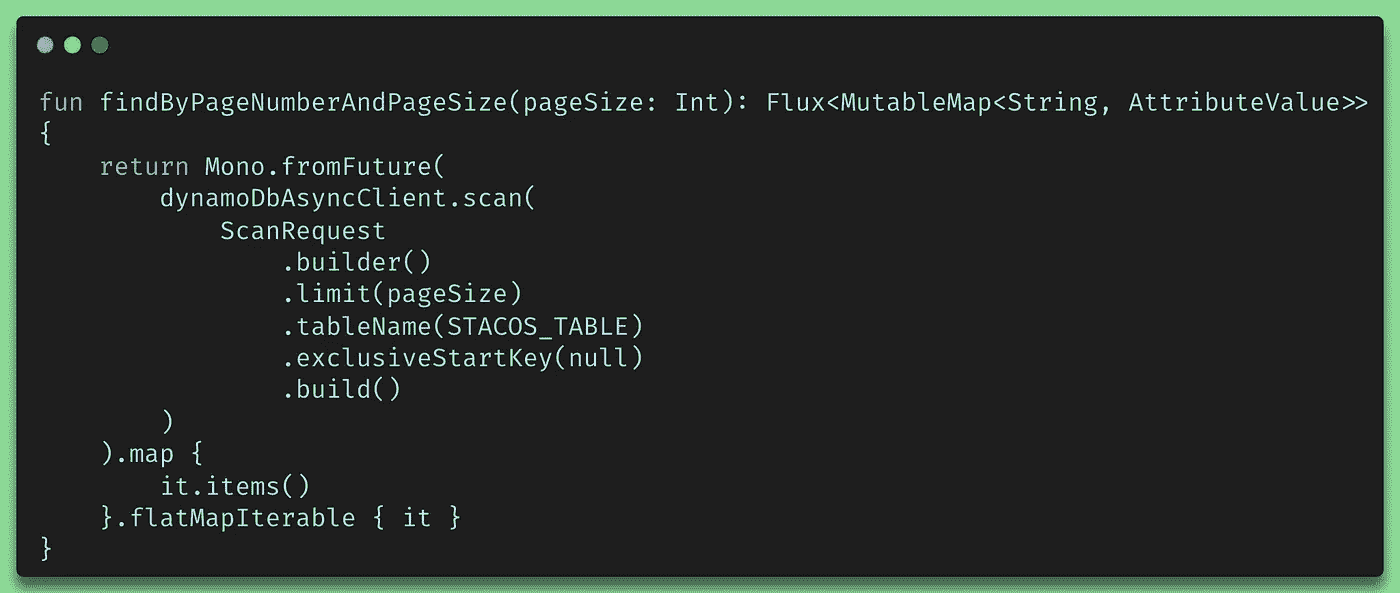 fun findByPageNumberAndPageSize(pageSize: Int): Flux<MutableMap<String, AttributeValue>>
{
    return Mono.fromFuture(
        dynamoDbAsyncClient.scan(
            ScanRequest
                .builder()
                .limit(pageSize)
                .tableName(STACOS_TABLE)
                .exclusiveStartKey(null)
                .build()
        )
    ).map {
        it.items()
    }.flatMapIterable { it }
}